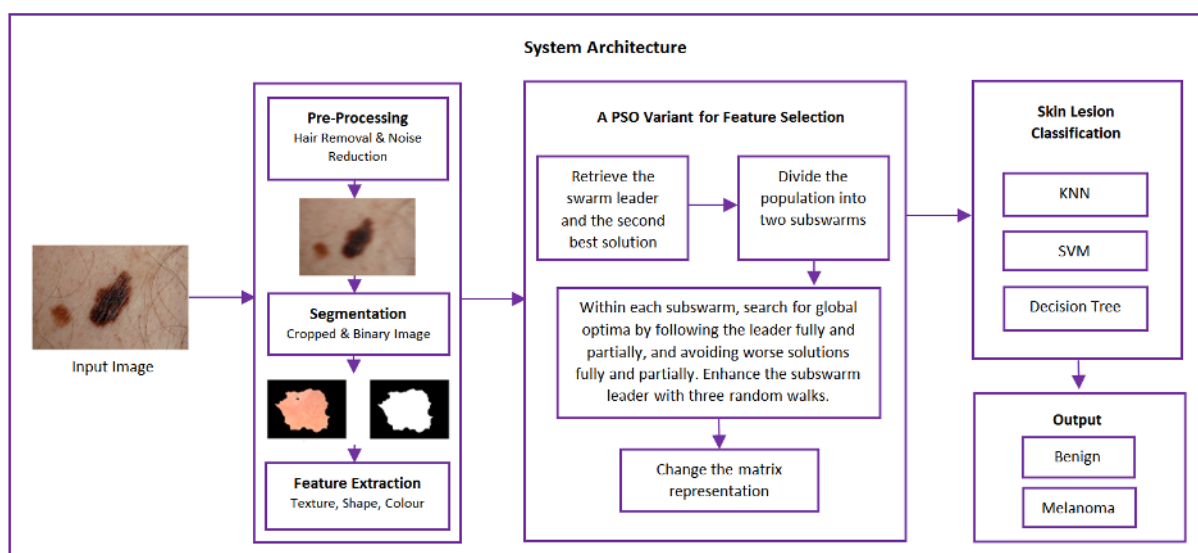 System Architecture
Input Image
Pre-Processing
Hair Removal & Noise
Reduction
Segmentation
Cropped & Binary Image
Feature Extraction
Texture, Shape, Colour
A PSO Variant for Feature Selection
Retrieve the
swarm leader
and the second
best solution
Divide the
population into
two subswarms
Within each subswarm, search for global
optima by following the leader fully and
partially, and avoiding worse solutions
fully and partially. Enhance the subswarm
leader with three random walks.
Change the matrix
representation
Skin Lesion
Classification
KNN
SVM
Decision Tree
Output
Benign
Melanoma